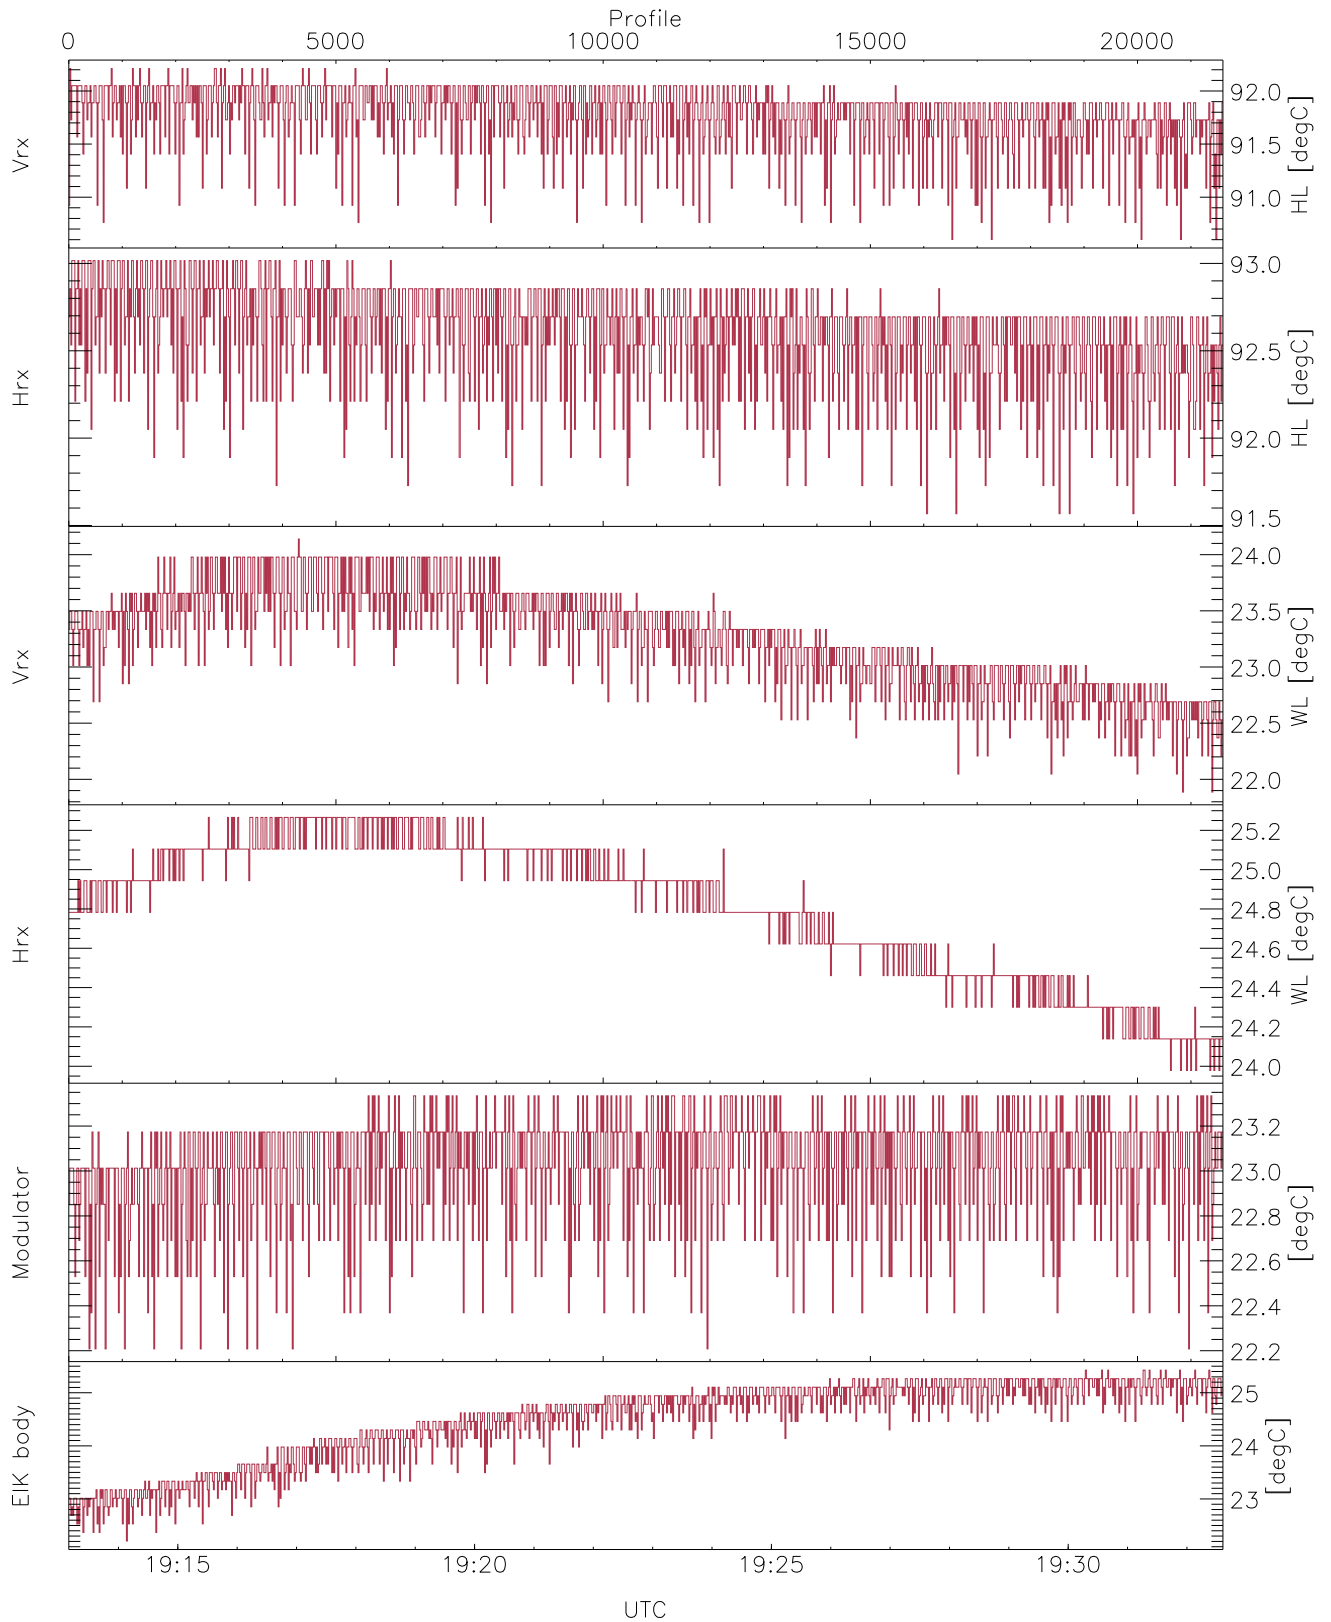 Profile
0 5000 10000 15000 20000
Vrx
92.0
91.5
91.0
HL [degC]
Hrx
93.0
92.5
92.0
91.5
HL [degC]
Vrx
24.0
23.5
23.0
22.5
22.0
WL [degC]
Hrx
25.2
25.0
24.8
24.6
24.4
24.2
24.0
WL [degC]
Modulator
23.2
23.0
22.8
22.6
22.4
22.2
[degC]
EIK body
25
24
23
[degC]
19:15 19:20 19:25 19:30
UTC